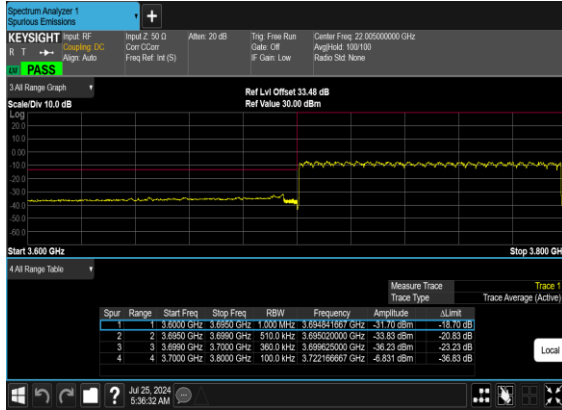 Spectrum Analyzer 1
Spurious Emissions
+
KEYSIGHT Input: RF Input Z: 50 Ω Atten: 20 dB Trig: Free Run Center Freq: 22.005000000 GHz
R T Coupling: DC Corr CCorr Gate: Off Avg|Hold: 100/100
Align: Auto Freq Ref: Int (S) IF Gain: Low Radio Std: None
PASS
3 All Range Graph Ref Lvl Offset 33.48 dB
Scale/Div 10.0 dB Ref Value 30.00 dBm
Log
20.0
10.0
0.00
-10.0
-20.0
-30.0
-40.0
-50.0
-60.0
Start 3.600 GHz Stop 3.800 GHz
4 All Range Table
Measure Trace Trace 1
Trace Type Trace Average (Active)
Spur Range Start Freq Stop Freq RBW Frequency Amplitude ΔLimit
1 1 3.6000 GHz 3.6950 GHz 1.000 MHz 3.694841667 GHz -31.70 dBm -18.70 dB
2 2 3.6950 GHz 3.6990 GHz 510.0 kHz 3.695020000 GHz -33.83 dBm -20.83 dB
3 3 3.6990 GHz 3.7000 GHz 360.0 kHz 3.699625000 GHz -36.23 dBm -23.23 dB
4 4 3.7000 GHz 3.8000 GHz 100.0 kHz 3.722166667 GHz -6.831 dBm -36.83 dB
Local
? Jul 25, 2024
5:36:32 AM